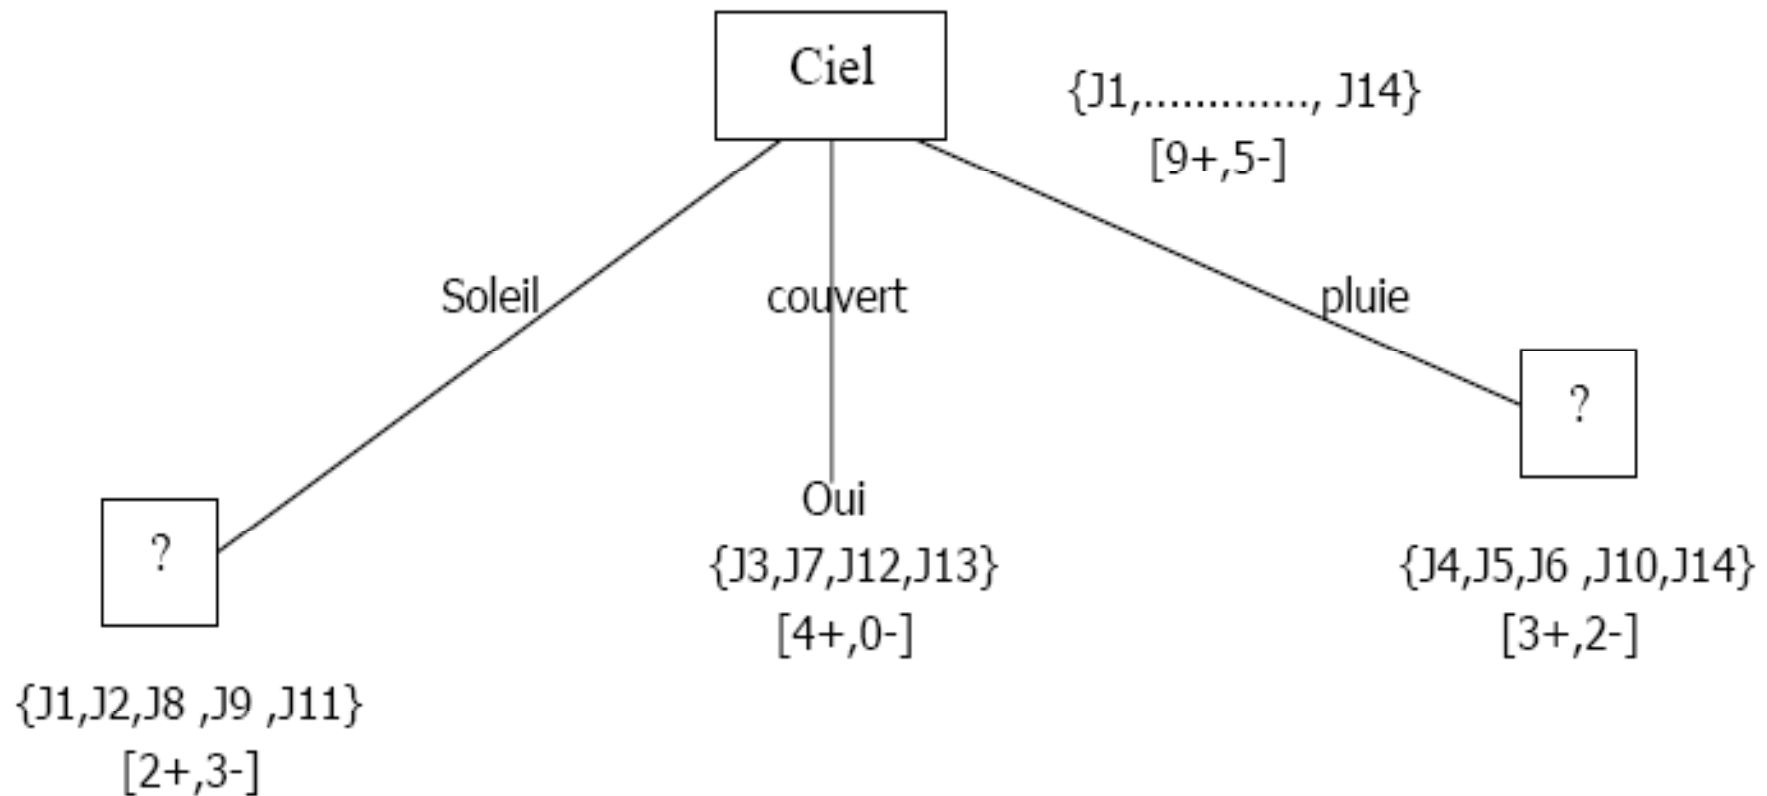 Ciel
{J1,............., J14}
[9+,5-]
Soleil
couvert
pluie
?
Oui
?
{J3,J7,J12,J13}
{J4,J5,J6 ,J10,J14}
[4+,0-]
[3+,2-]
{J1,J2,J8 ,J9 ,J11}
[2+,3-]